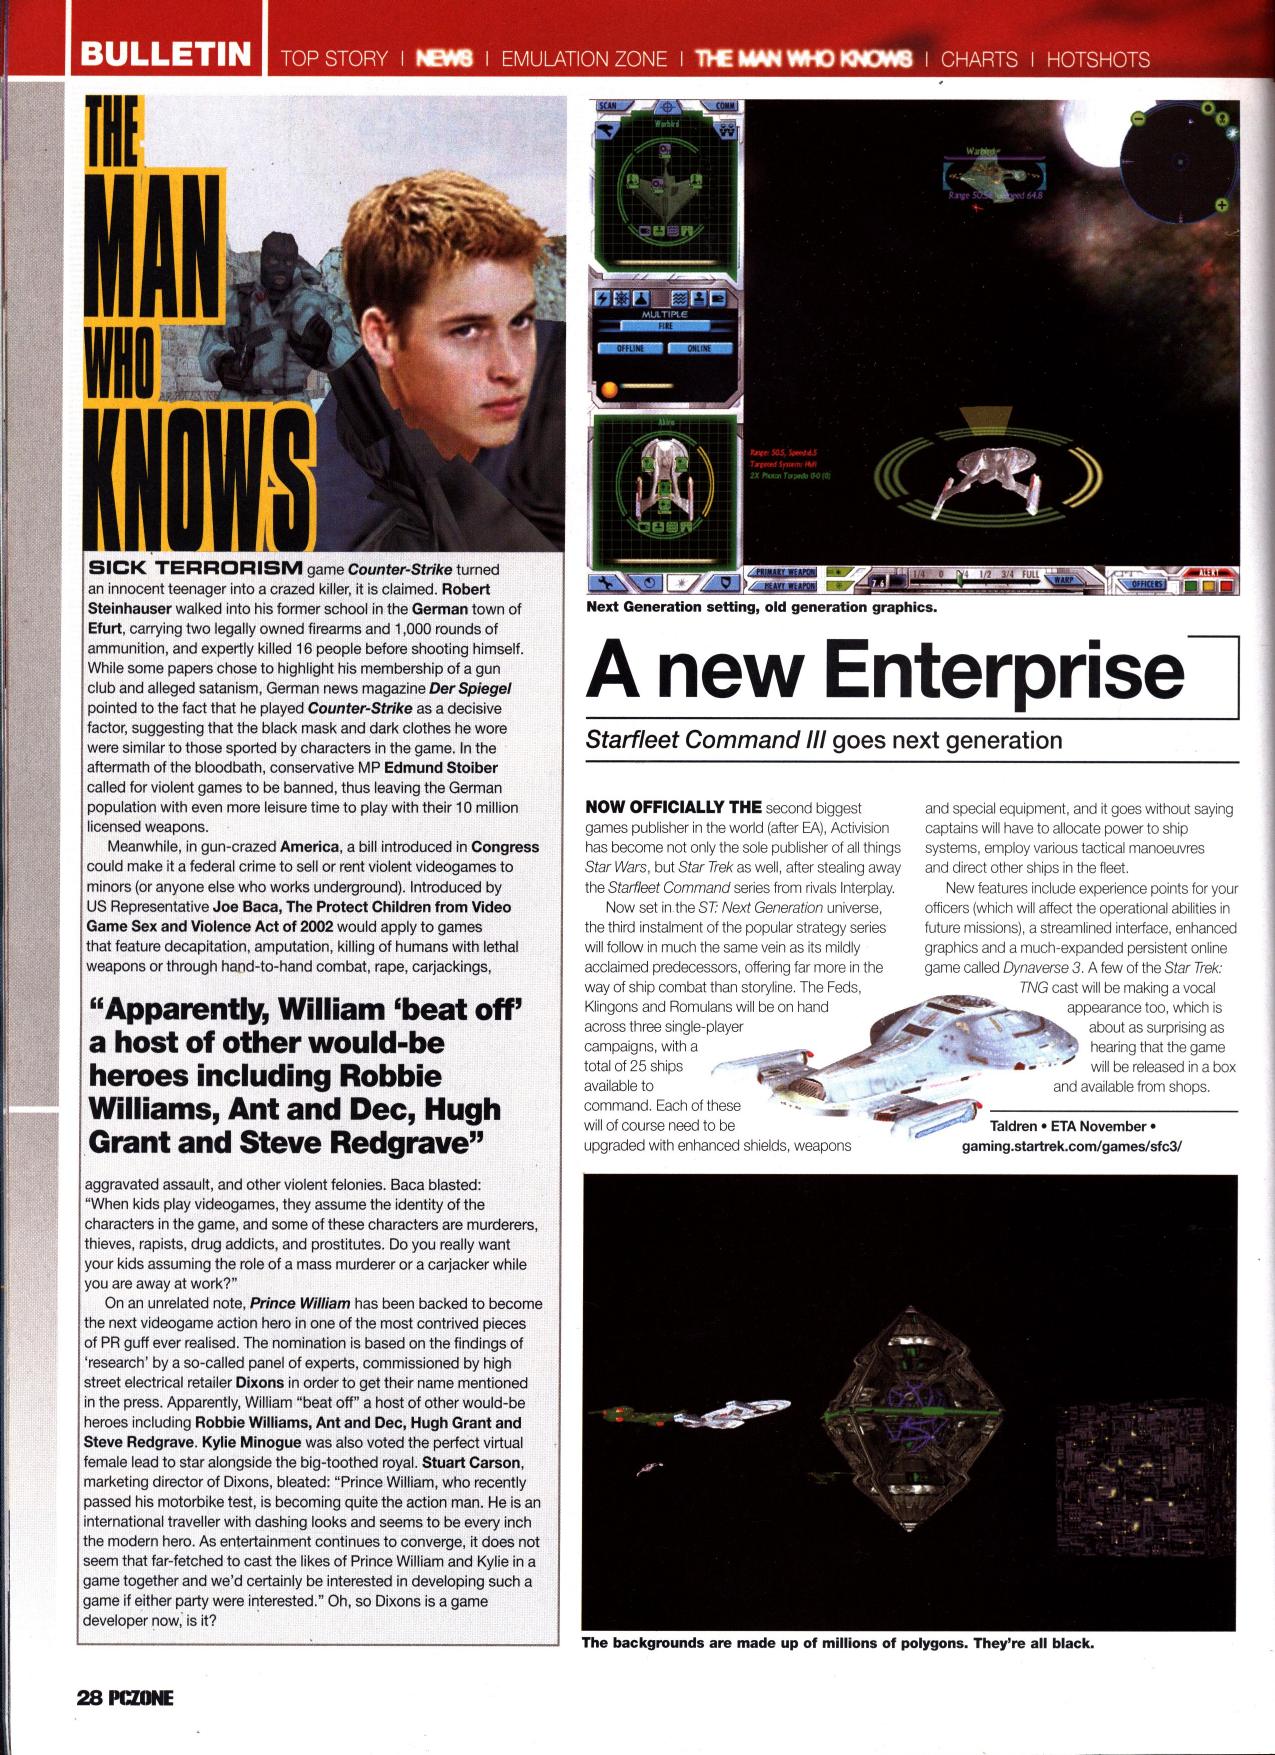 BULLETIN
TOP STORY | NEWS | EMULATION ZONE | THE MAN WHO KNOWS | CHARTS | HOTSHOTS
THE
MAN
WHO
KNOWS
SICK TERRORISM game Counter-Strike turned
an innocent teenager into a crazed killer, it is claimed. Robert
Steinhauser walked into his former school in the German town of
Efurt, carrying two legally owned firearms and 1,000 rounds of
ammunition, and expertly killed 16 people before shooting himself.
While some papers chose to highlight his membership of a gun
club and alleged satanism, German news magazine Der Spiegel
pointed to the fact that he played Counter-Strike as a decisive
factor, suggesting that the black mask and dark clothes he wore
were similar to those sported by characters in the game. In the
aftermath of the bloodbath, conservative MP Edmund Stoiber
called for violent games to be banned, thus leaving the German
population with even more leisure time to play with their 10 million
licensed weapons.
Meanwhile, in gun-crazed America, a bill introduced in Congress
could make it a federal crime to sell or rent violent videogames to
minors (or anyone else who works underground). Introduced by
US Representative Joe Baca, The Protect Children from Video
Game Sex and Violence Act of 2002 would apply to games
that feature decapitation, amputation, killing of humans with lethal
weapons or through hand-to-hand combat, rape, carjackings,
“Apparently, William ‘beat off’
a host of other would-be
heroes including Robbie
Williams, Ant and Dec, Hugh
Grant and Steve Redgrave”
aggravated assault, and other violent felonies. Baca blasted:
“When kids play videogames, they assume the identity of the
characters in the game, and some of these characters are murderers,
thieves, rapists, drug addicts, and prostitutes. Do you really want
your kids assuming the role of a mass murderer or a carjacker while
you are away at work?”
On an unrelated note, Prince William has been backed to become
the next videogame action hero in one of the most contrived pieces
of PR guff ever realised. The nomination is based on the findings of
‘research’ by a so-called panel of experts, commissioned by high
street electrical retailer Dixons in order to get their name mentioned
in the press. Apparently, William “beat off” a host of other would-be
heroes including Robbie Williams, Ant and Dec, Hugh Grant and
Steve Redgrave. Kylie Minogue was also voted the perfect virtual
female lead to star alongside the big-toothed royal. Stuart Carson,
marketing director of Dixons, bleated: “Prince William, who recently
passed his motorbike test, is becoming quite the action man. He is an
international traveller with dashing looks and seems to be every inch
the modern hero. As entertainment continues to converge, it does not
seem that far-fetched to cast the likes of Prince William and Kylie in a
game together and we’d certainly be interested in developing such a
game if either party were interested.” Oh, so Dixons is a game
developer now, is it?
SCAN COMM
Warbird
MULTIPLE
FIRE
OFFLINE ONLINE
Akira
Warbird
Range 50.5 Speed 64.8
Range: 50.5, Speed:6.5
Targeted System: Hull
2X Photon Torpedo 0-0 (0)
PRIMARY WEAPON
HEAVY WEAPON
7.6
1/4 0 1/4 1/2 3/4 FULL
WARP
OFFICERS
ALERT
Next Generation setting, old generation graphics.
A new Enterprise
Starfleet Command III goes next generation
NOW OFFICIALLY THE second biggest
games publisher in the world (after EA), Activision
has become not only the sole publisher of all things
Star Wars, but Star Trek as well, after stealing away
the Starfleet Command series from rivals Interplay.
Now set in the ST: Next Generation universe,
the third instalment of the popular strategy series
will follow in much the same vein as its mildly
acclaimed predecessors, offering far more in the
way of ship combat than storyline. The Feds,
Klingons and Romulans will be on hand
across three single-player
campaigns, with a
total of 25 ships
available to
command. Each of these
will of course need to be
upgraded with enhanced shields, weapons
and special equipment, and it goes without saying
captains will have to allocate power to ship
systems, employ various tactical manoeuvres
and direct other ships in the fleet.
New features include experience points for your
officers (which will affect the operational abilities in
future missions), a streamlined interface, enhanced
graphics and a much-expanded persistent online
game called Dynaverse 3. A few of the Star Trek:
TNG cast will be making a vocal
appearance too, which is
about as surprising as
hearing that the game
will be released in a box
and available from shops.
Taldren • ETA November •
gaming.startrek.com/games/sfc3/
The backgrounds are made up of millions of polygons. They’re all black.
28 PCZONE